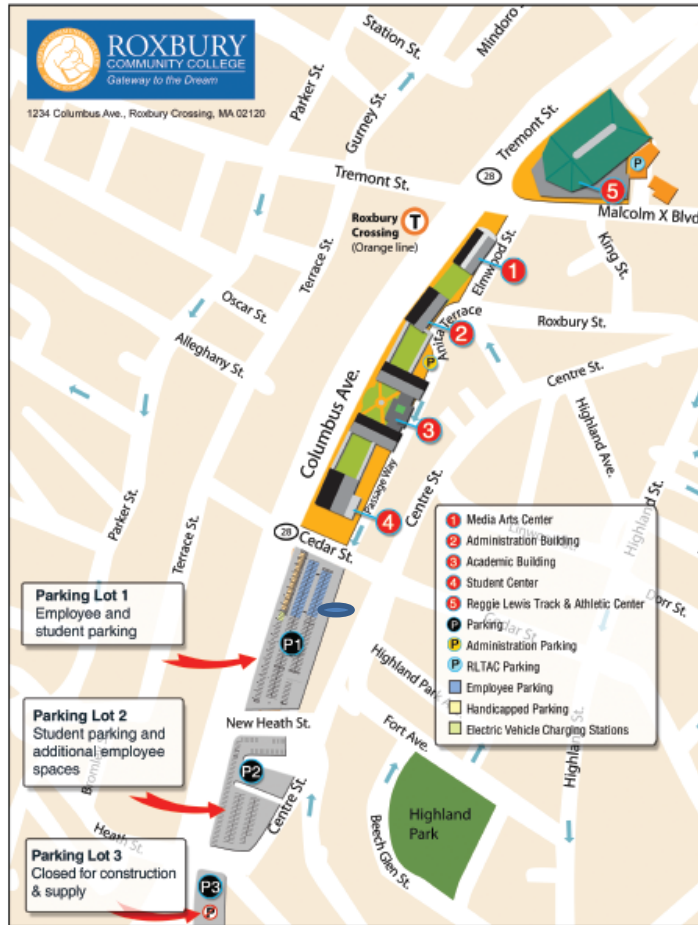 ROXBURY
COMMUNITY COLLEGE
Gateway to the Dream
1234 Columbus Ave., Roxbury Crossing, MA 02120
Station St.
Mindoro
Parker St.
Gurney St.
Tremont St.
Tremont St.
28
P
5
Malcolm X Blvd
Roxbury
Crossing
(Orange line)
T
1
Elmwood St.
King St.
Terrace St.
Oscar St.
Alleghany St.
2
Anita Terrace
Roxbury St.
P
Centre St.
Columbus Ave.
3
Highland Ave.
Passage Way
Centre St.
Highland St.
4
28
Cedar St.
Parker St.
Terrace St.
1 Media Arts Center
2 Administration Building
3 Academic Building
4 Student Center
5 Reggie Lewis Track & Athletic Center
P Parking
P Administration Parking
P RLTAC Parking
Employee Parking
Handicapped Parking
Electric Vehicle Charging Stations
Dorr St.
Cedar St.
Highland Park
Highland St.
Parking Lot 1
Employee and
student parking
P1
New Heath St.
Fort Ave.
Parking Lot 2
Student parking and
additional employee
spaces
P2
Centre St.
Highland
Park
Beech Glen St.
Heath St.
Parking Lot 3
Closed for construction
& supply
P3
P